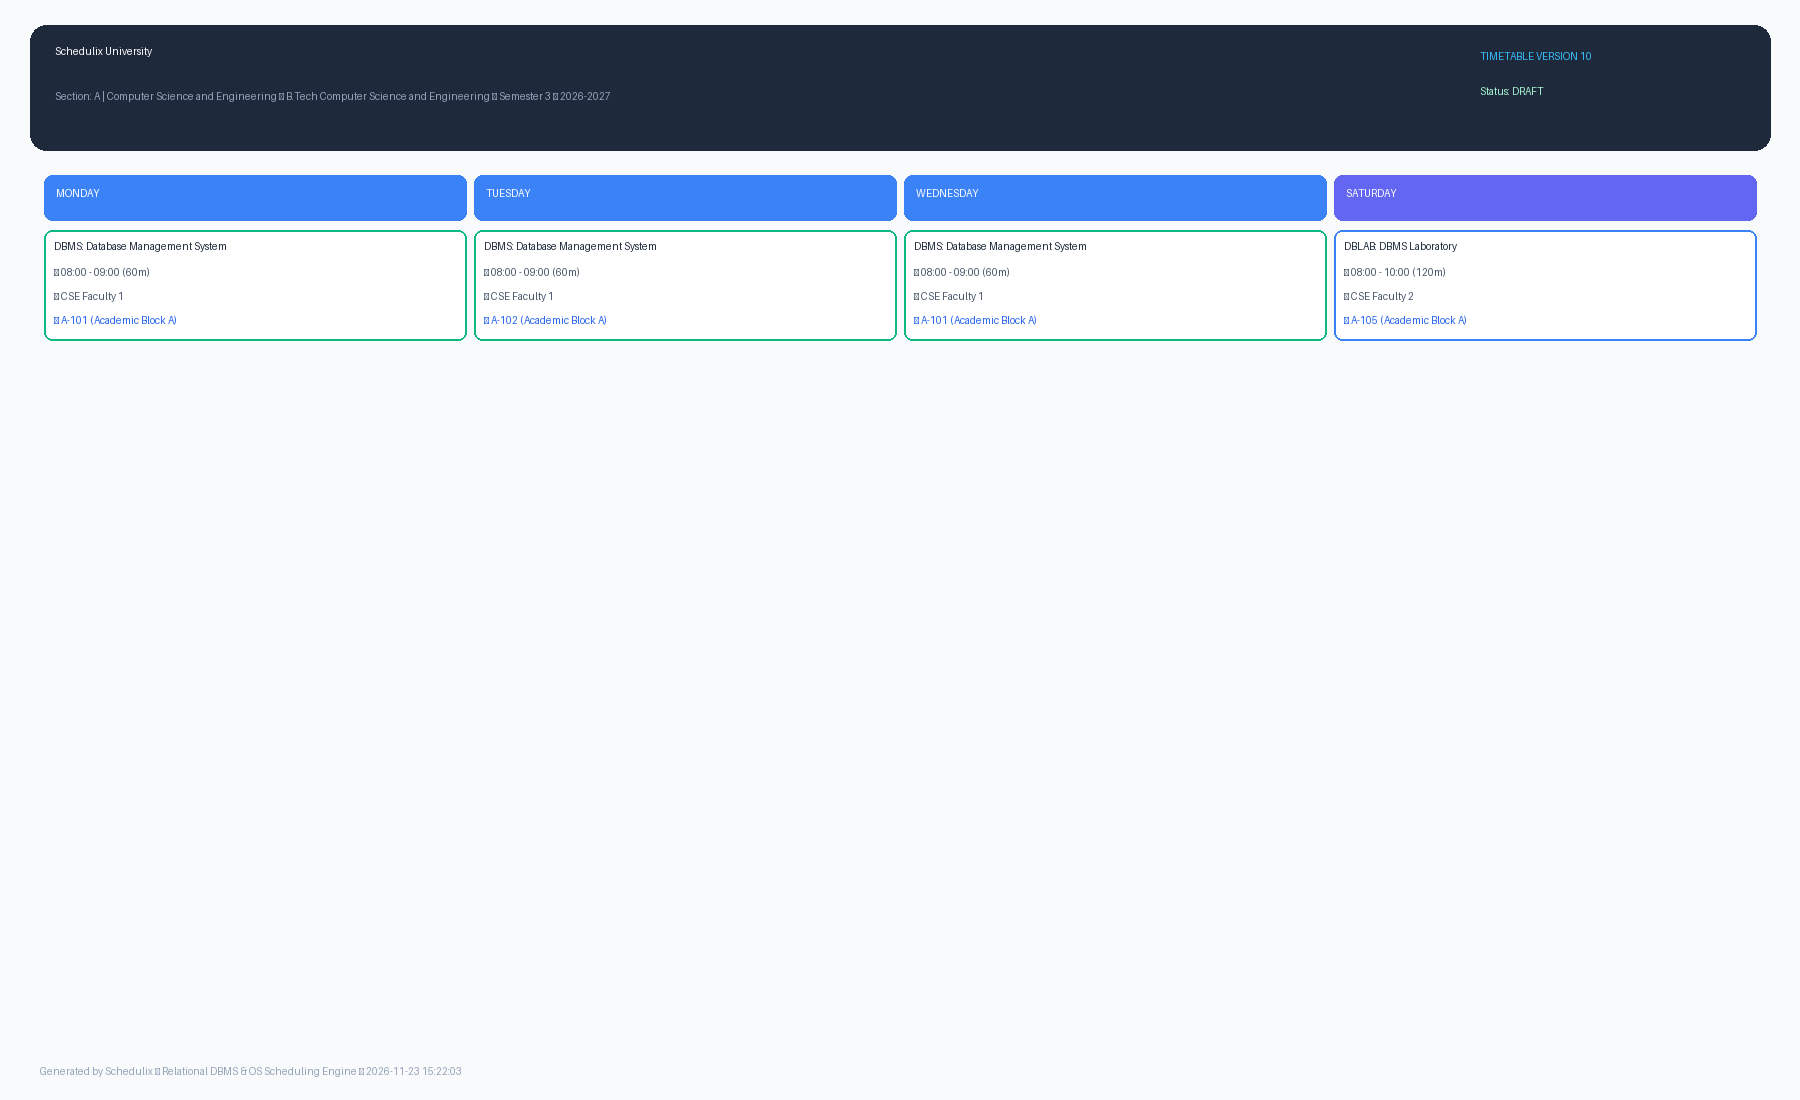 Schedulix University
TIMETABLE VERSION 10
Section: A | Computer Science and Engineering ▯ B.Tech Computer Science and Engineering ▯ Semester 3 ▯ 2026-2027
Status: DRAFT
MONDAY
DBMS: Database Management System
▯ 08:00 - 09:00 (60m)
▯ CSE Faculty 1
▯ A-101 (Academic Block A)
TUESDAY
DBMS: Database Management System
▯ 08:00 - 09:00 (60m)
▯ CSE Faculty 1
▯ A-102 (Academic Block A)
WEDNESDAY
DBMS: Database Management System
▯ 08:00 - 09:00 (60m)
▯ CSE Faculty 1
▯ A-101 (Academic Block A)
SATURDAY
DBLAB: DBMS Laboratory
▯ 08:00 - 10:00 (120m)
▯ CSE Faculty 2
▯ A-105 (Academic Block A)
Generated by Schedulix ▯ Relational DBMS & OS Scheduling Engine ▯ 2026-11-23 15:22:03